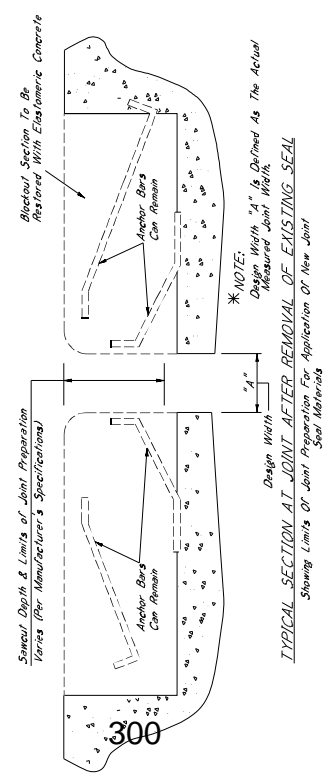 Sawcut Depth & Limits of Joint Preparation
Varies (Per Manufacturer's Specifications)
Blockout Section To Be
Restored With Elastomeric Concrete
Anchor Bars
Can Remain
Anchor Bars
Can Remain
"A"
Design Width
* NOTE:
Design Width "A" Is Defined As The Actual
Measured Joint Width.
TYPICAL SECTION AT JOINT AFTER REMOVAL OF EXISTING SEAL
Showing Limits Of Joint Preparation For Application Of New Joint
Seal Materials
300